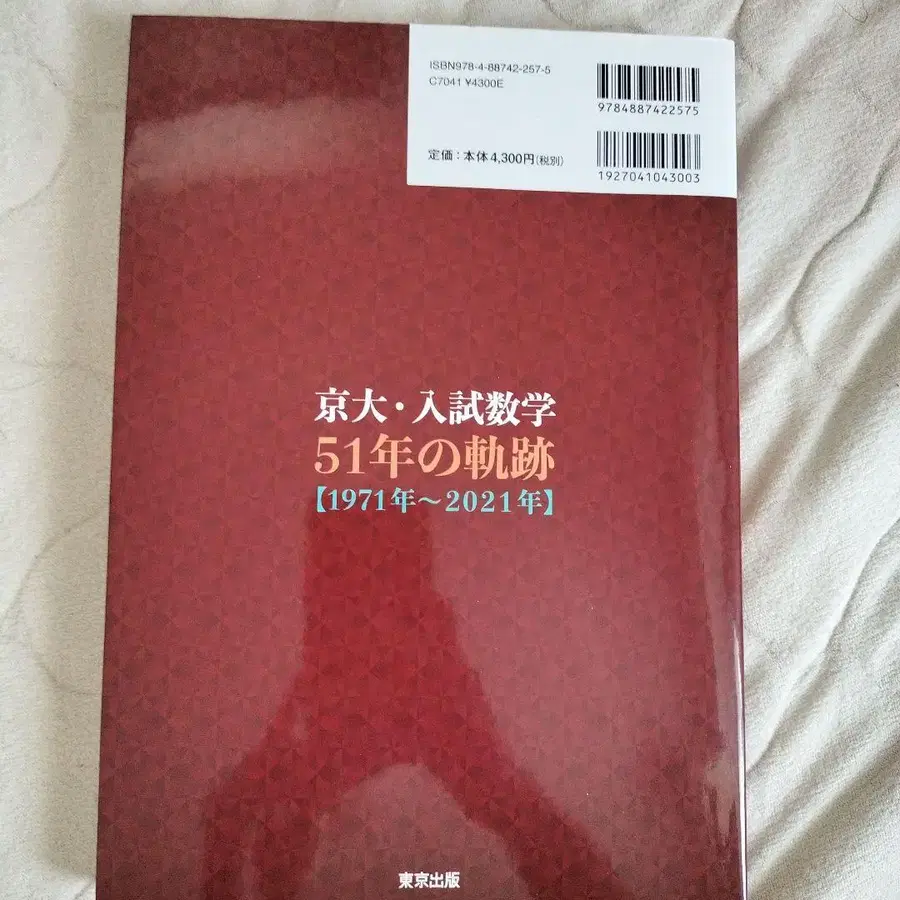 ISBN978-4-88742-257-5
C7041 ¥4300E
9784887422575
定価：本体4,300円(税別)
1927041043003
京大・入試数学
51年の軌跡
【1971年～2021年】
東京出版